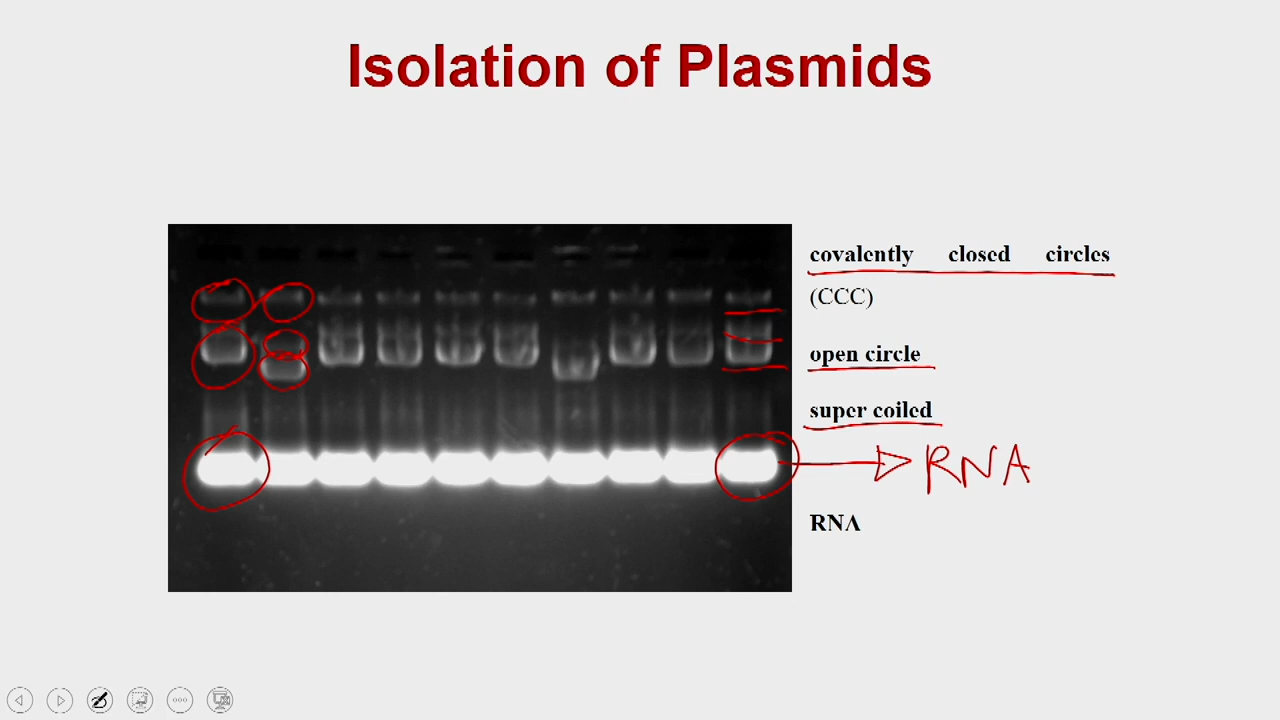 Isolation of Plasmids
covalently closed circles
(CCC)
open circle
super coiled
RNA
RNA